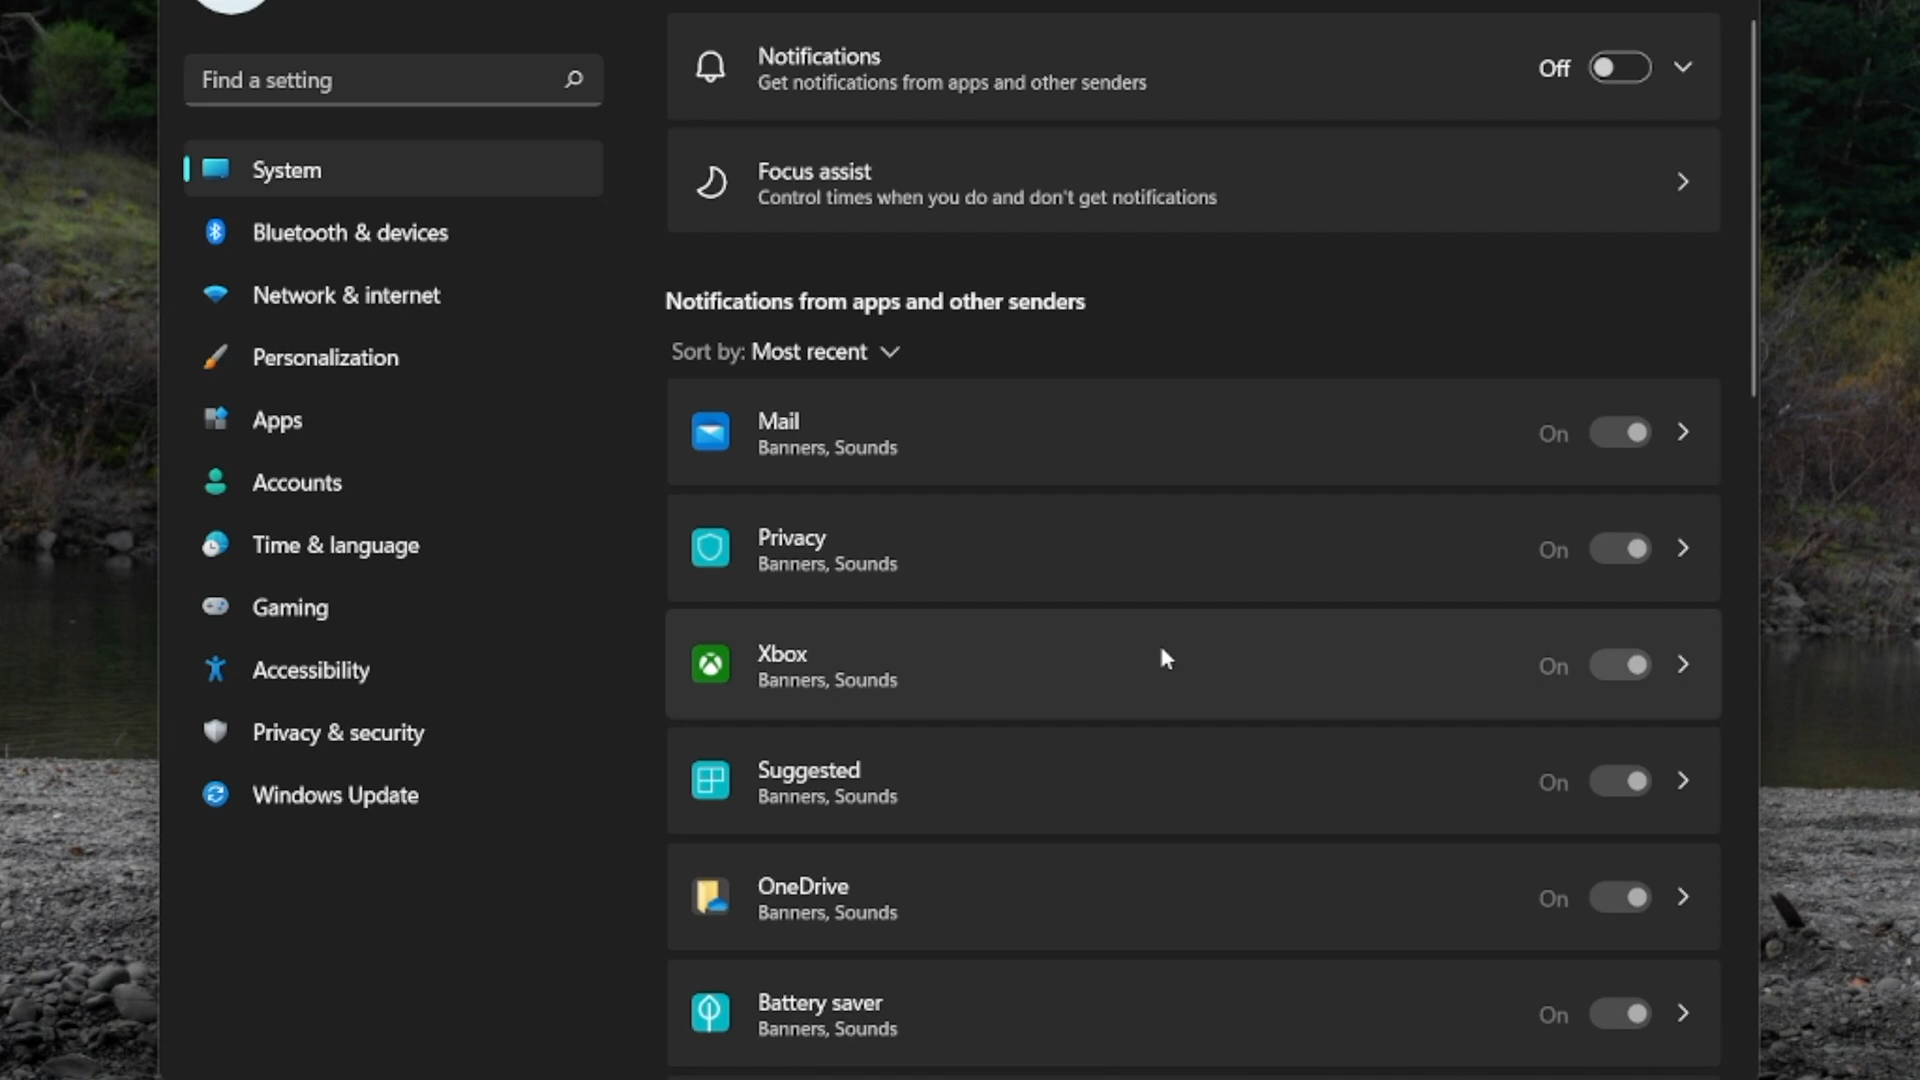 Find a setting
System
Bluetooth & devices
Network & internet
Personalization
Apps
Accounts
Time & language
Gaming
Accessibility
Privacy & security
Windows Update
Notifications
Get notifications from apps and other senders
Off
Focus assist
Control times when you do and don't get notifications
Notifications from apps and other senders
Sort by: Most recent
Mail
Banners, Sounds
On
Privacy
Banners, Sounds
On
Xbox
Banners, Sounds
On
Suggested
Banners, Sounds
On
OneDrive
Banners, Sounds
On
Battery saver
Banners, Sounds
On